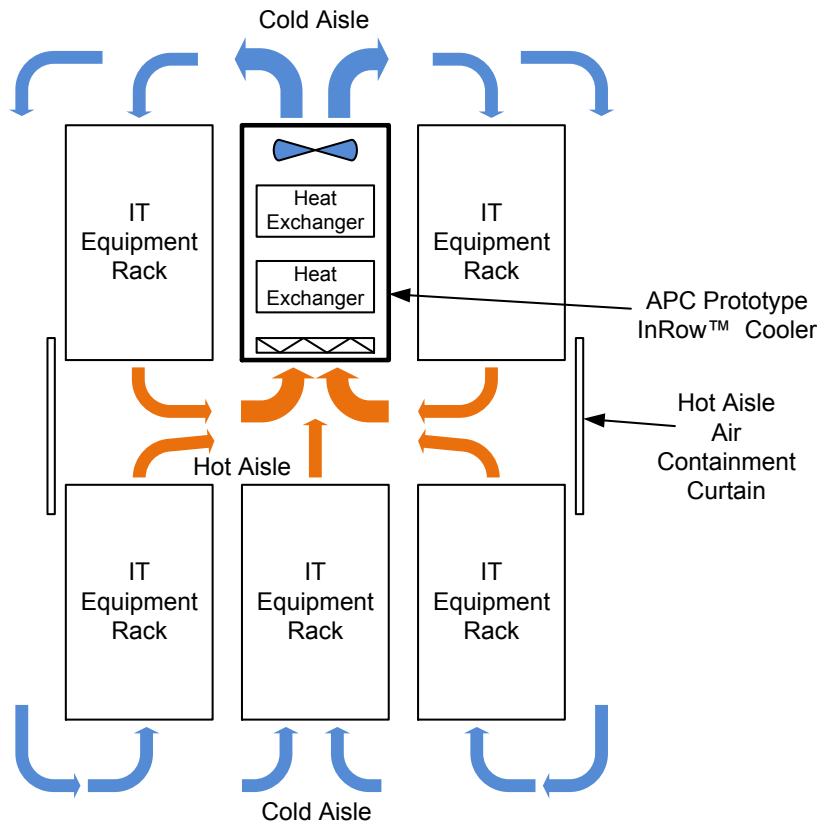 Cold Aisle
IT
Equipment
Rack
Heat
Exchanger
Heat
Exchanger
IT
Equipment
Rack
APC Prototype
InRow™ Cooler
Hot Aisle
Air
Containment
Curtain
Hot Aisle
IT
Equipment
Rack
IT
Equipment
Rack
IT
Equipment
Rack
Cold Aisle